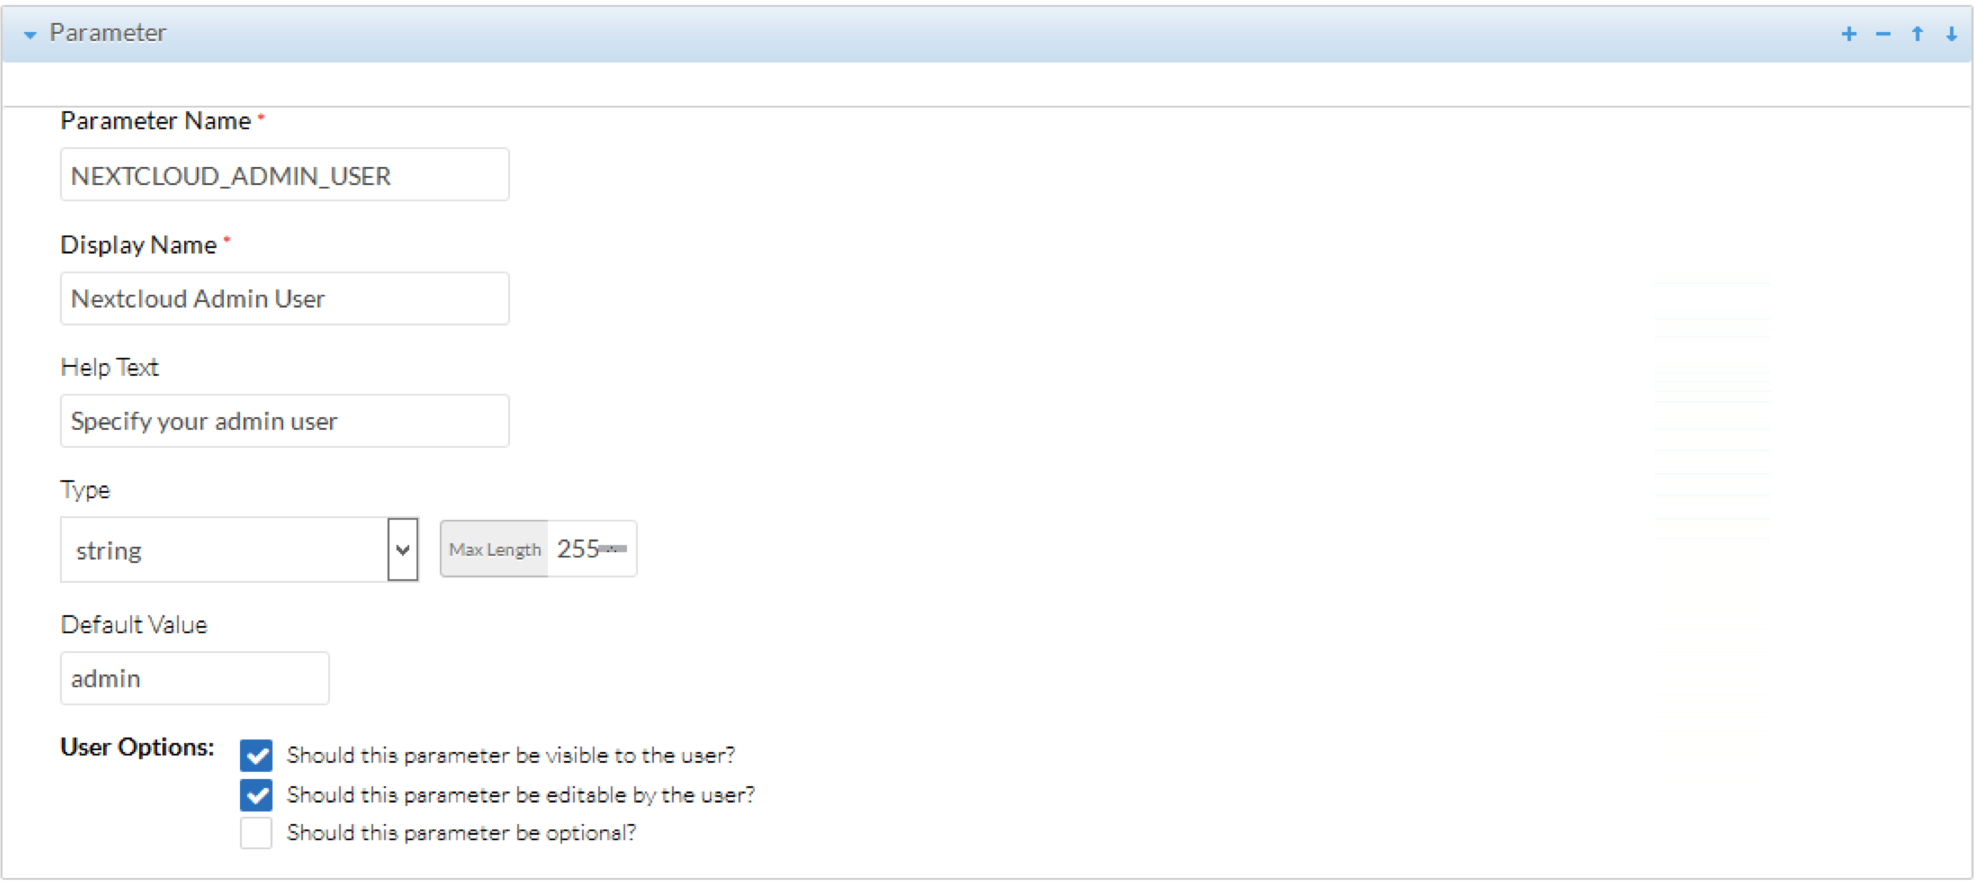 Parameter
Parameter Name *
NEXTCLOUD_ADMIN_USER
Display Name *
Nextcloud Admin User
Help Text
Specify your admin user
Type
string
Max Length 255
Default Value
admin
User Options:
Should this parameter be visible to the user?
Should this parameter be editable by the user?
Should this parameter be optional?